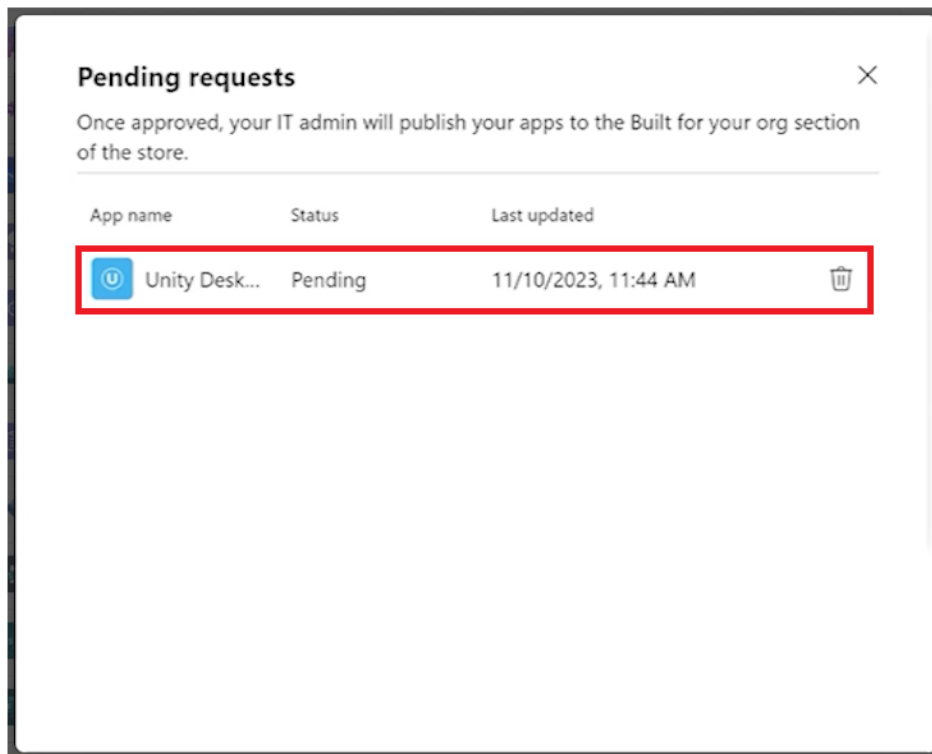 Pending requests
Once approved, your IT admin will publish your apps to the Built for your org section
of the store.
App name Status Last updated
U Unity Desk... Pending 11/10/2023, 11:44 AM